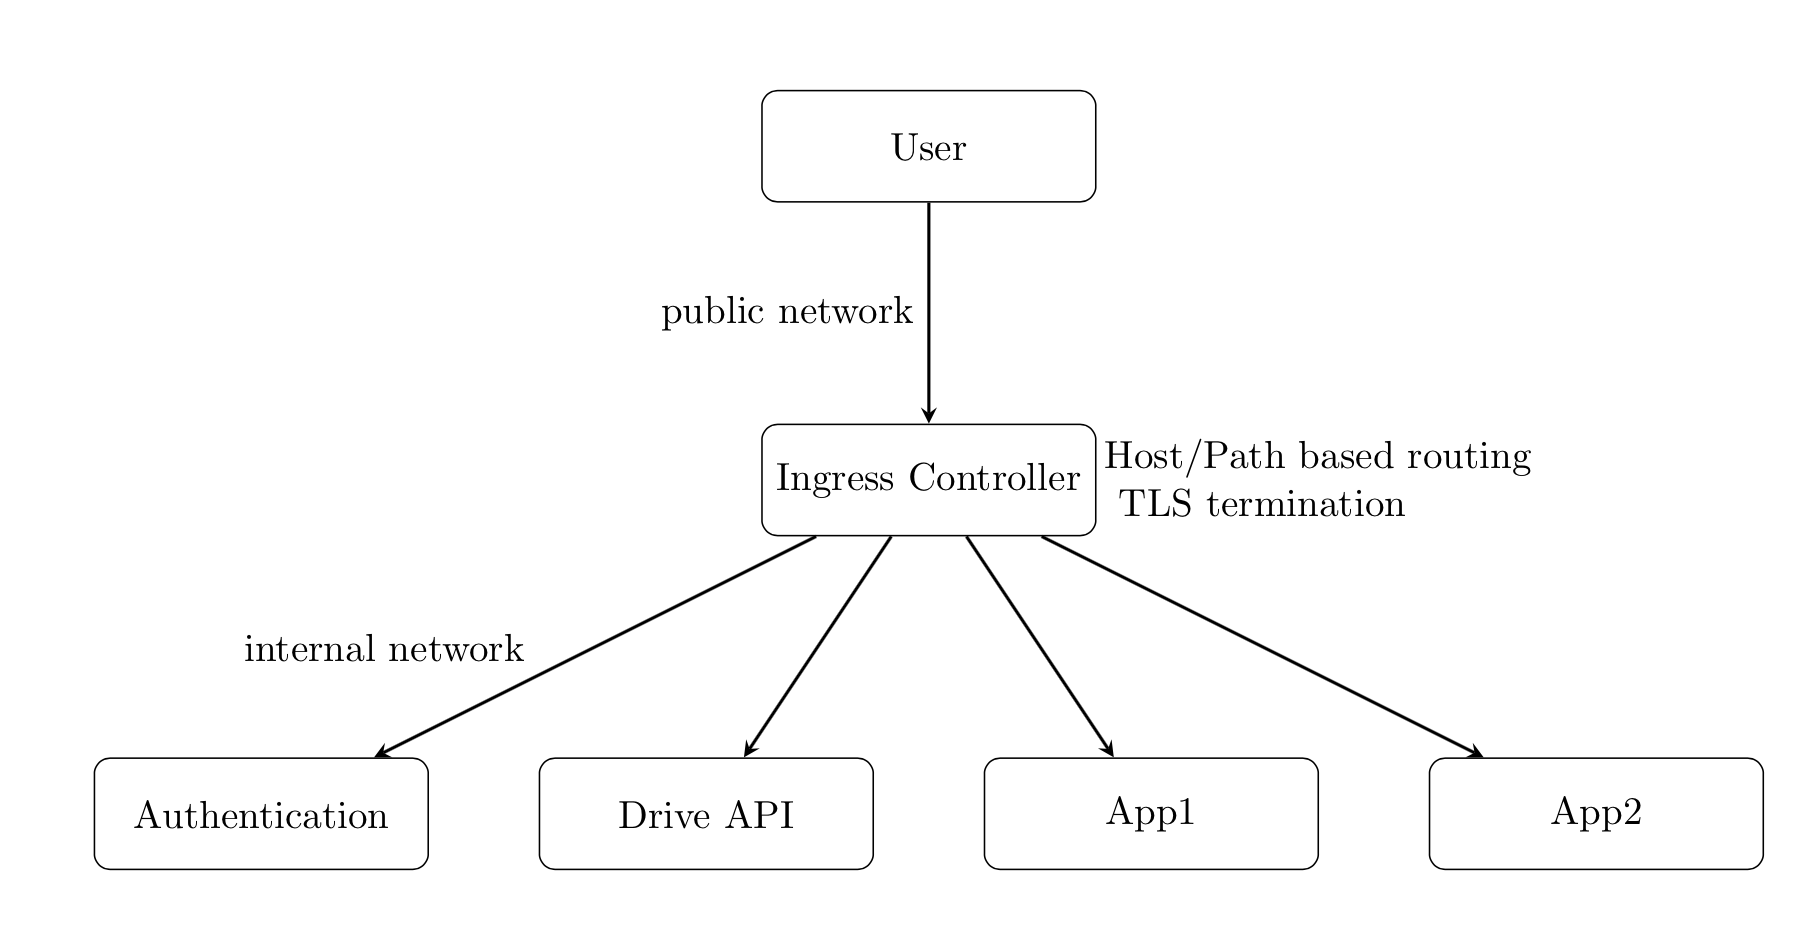 User
public network
Ingress Controller
Host/Path based routing
TLS termination
internal network
Authentication
Drive API
App1
App2